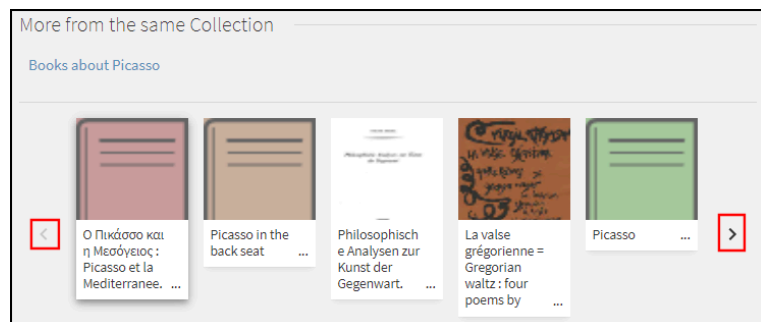 More from the same Collection
Books about Picasso
Ο Πικάσσο και
η Μεσόγειος :
Picasso et la
Mediterranee. ...
Picasso in the
back seat ...
Philosophisch
e Analysen zur
Kunst der
Gegenwart. ...
La valse
grégorienne =
Gregorian
waltz : four
poems by ...
Picasso ...